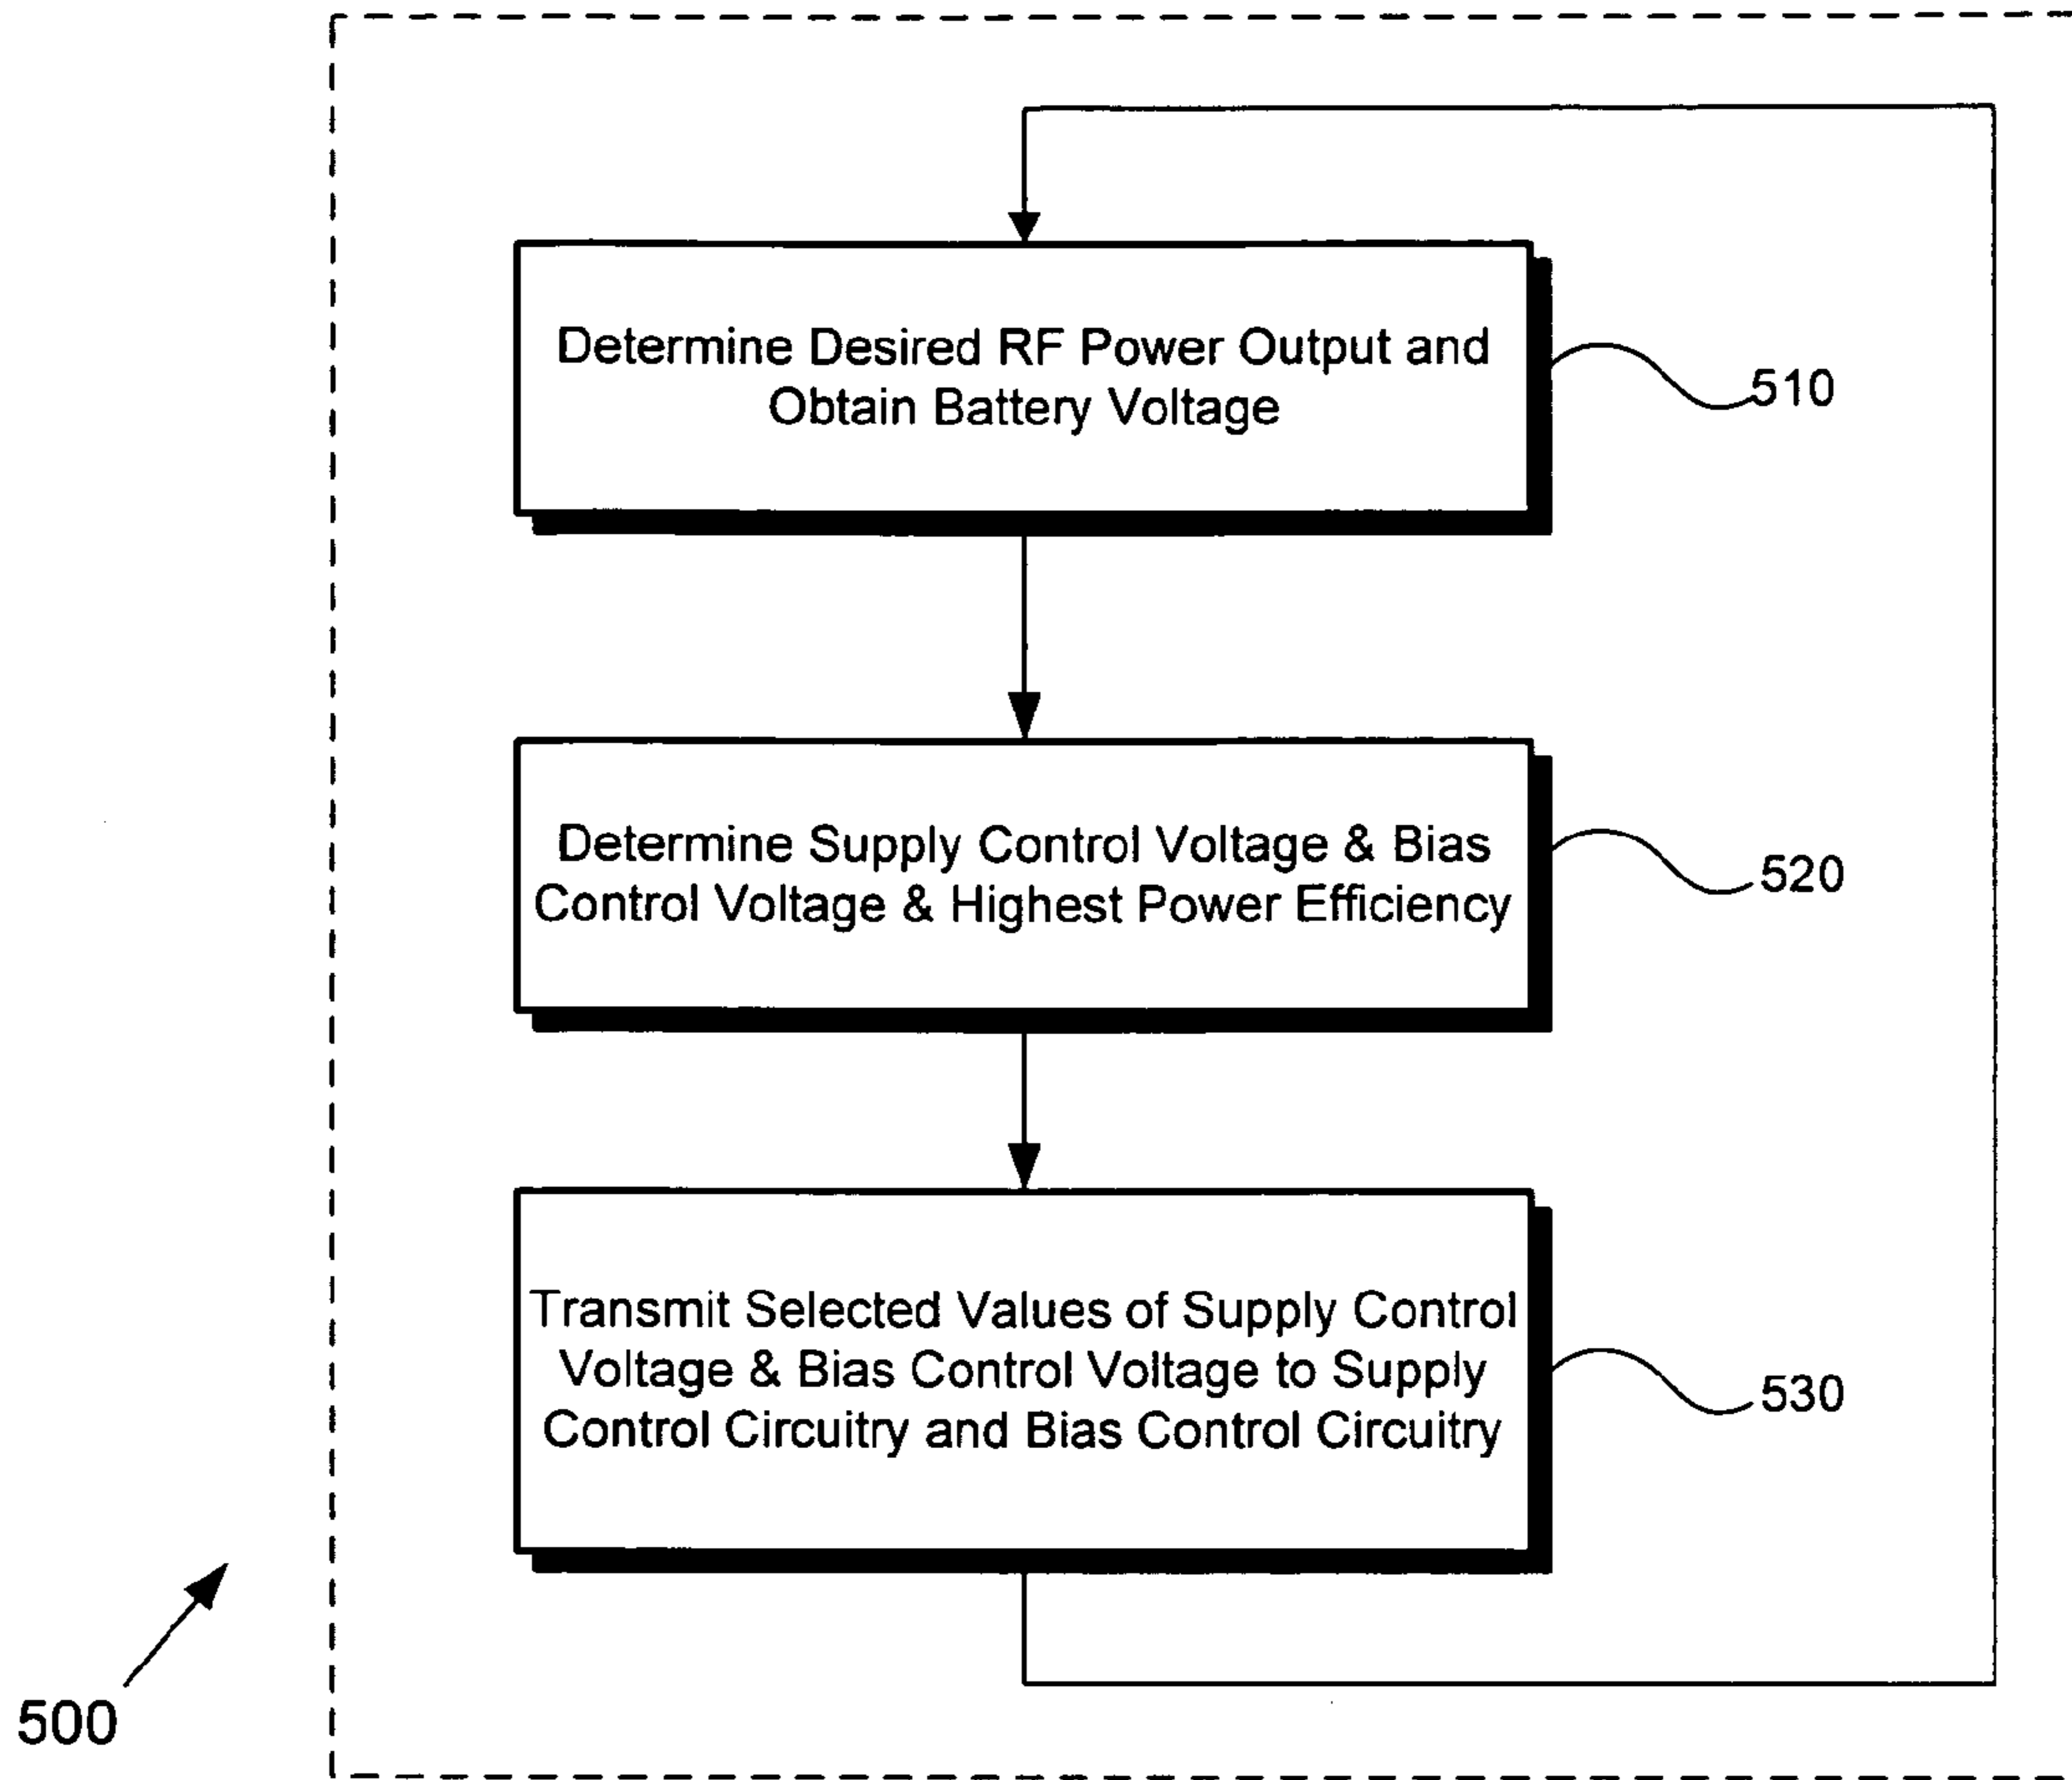 Determine Desired RF Power Output and
Obtain Battery Voltage
510
Determine Supply Control Voltage & Bias
Control Voltage & Highest Power Efficiency
520
Transmit Selected Values of Supply Control
Voltage & Bias Control Voltage to Supply
Control Circuitry and Bias Control Circuitry
530
500